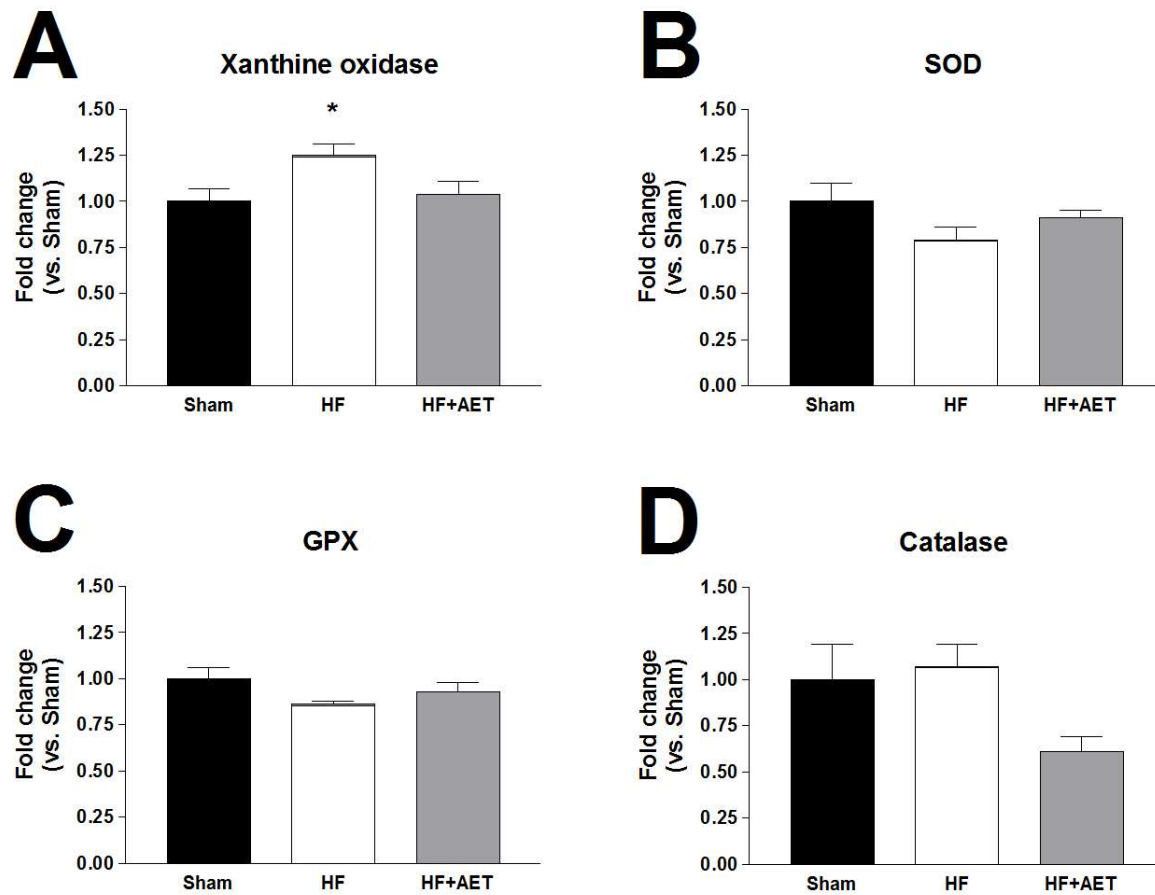 A
Xanthine oxidase
*
Fold change
(vs. Sham)
1.50
1.25
1.00
0.75
0.50
0.25
0.00
Sham HF HF+AET
B
SOD
Fold change
(vs. Sham)
1.50
1.25
1.00
0.75
0.50
0.25
0.00
Sham HF HF+AET
C
GPX
Fold change
(vs. Sham)
1.50
1.25
1.00
0.75
0.50
0.25
0.00
Sham HF HF+AET
D
Catalase
Fold change
(vs. Sham)
1.50
1.25
1.00
0.75
0.50
0.25
0.00
Sham HF HF+AET